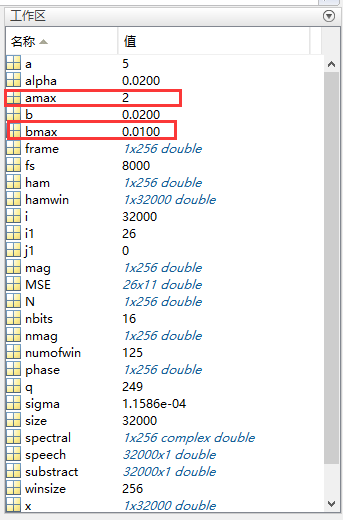 工作区
名称 值
a 5
alpha 0.0200
amax 2
b 0.0200
bmax 0.0100
frame 1x256 double
fs 8000
ham 1x256 double
hamwin 1x32000 double
i 32000
i1 26
j1 0
mag 1x256 double
MSE 26x11 double
N 1x256 double
nbits 16
nmag 1x256 double
numofwin 125
phase 1x256 double
q 249
sigma 1.1586e-04
size 32000
spectral 1x256 complex double
speech 32000x1 double
substract 32000x1 double
winsize 256
x 1x32000 double